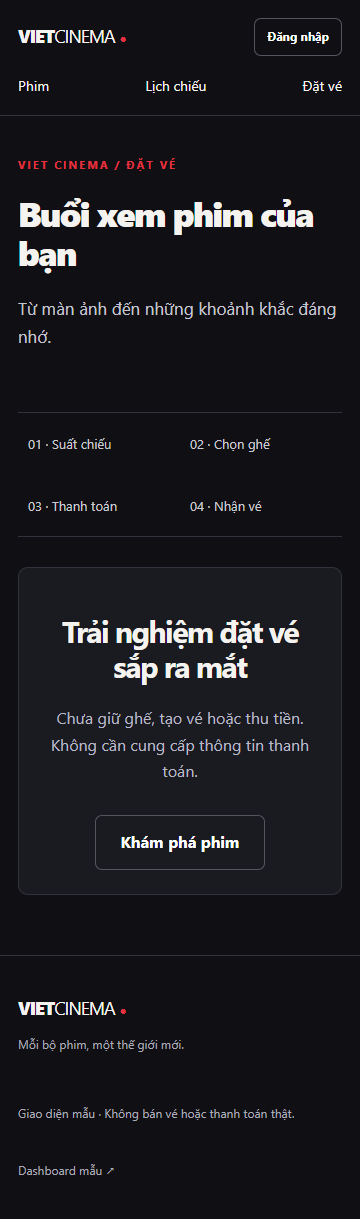 VIETCINEMA
Đăng nhập
Phim
Lịch chiếu
Đặt vé
VIET CINEMA / ĐẶT VÉ
Buổi xem phim của
bạn
Từ màn ảnh đến những khoảnh khắc đáng
nhớ.
01 · Suất chiếu
02 · Chọn ghế
03 · Thanh toán
04 · Nhận vé
Trải nghiệm đặt vé
sắp ra mắt
Chưa giữ ghế, tạo vé hoặc thu tiền.
Không cần cung cấp thông tin thanh
toán.
Khám phá phim
VIETCINEMA
Mỗi bộ phim, một thế giới mới.
Giao diện mẫu · Không bán vé hoặc thanh toán thật.
Dashboard mẫu ↗